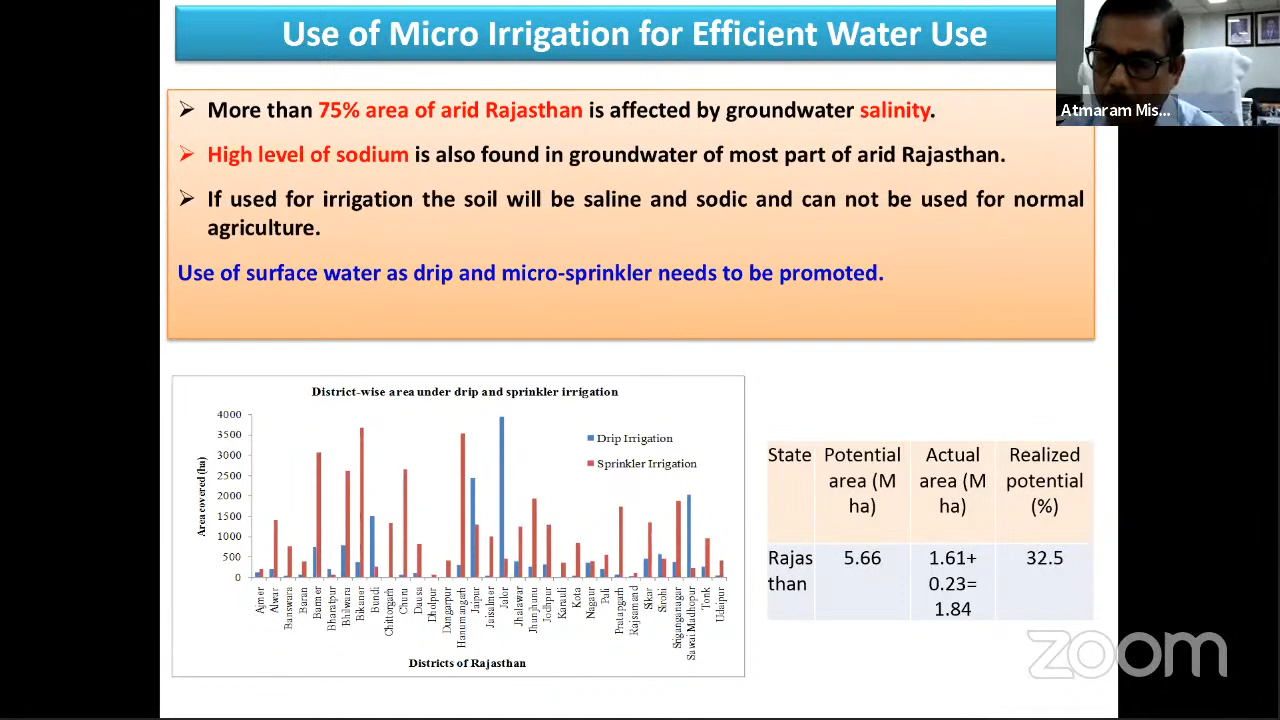 Use of Micro Irrigation for Efficient Water Use
Atmaram Mis...
More than 75% area of arid Rajasthan is affected by groundwater salinity.
High level of sodium is also found in groundwater of most part of arid Rajasthan.
If used for irrigation the soil will be saline and sodic and can not be used for normal
agriculture.
Use of surface water as drip and micro-sprinkler needs to be promoted.
District-wise area under drip and sprinkler irrigation
Area covered (ha)
4000
3500
3000
2500
2000
1500
1000
500
0
Drip Irrigation
Sprinkler Irrigation
Ajmer
Alwar
Banswara
Baran
Barmer
Bharatpur
Bhilwara
Bikaner
Bundi
Chittorgarh
Churu
Dausa
Dholpur
Dungarpur
Hanumangarh
Jaipur
Jaisalmer
Jalor
Jhalawar
Jhunjhunu
Jodhpur
Karauli
Kota
Nagaur
Pali
Pratapgarh
Rajsamand
Sikar
Sirohi
Sriganganagar
Sawai Madhopur
Tonk
Udaipur
Districts of Rajasthan
State Potential Actual Realized
area (M area (M potential
ha) ha) (%)
Rajas 5.66 1.61+ 32.5
than 0.23=
1.84
zoom